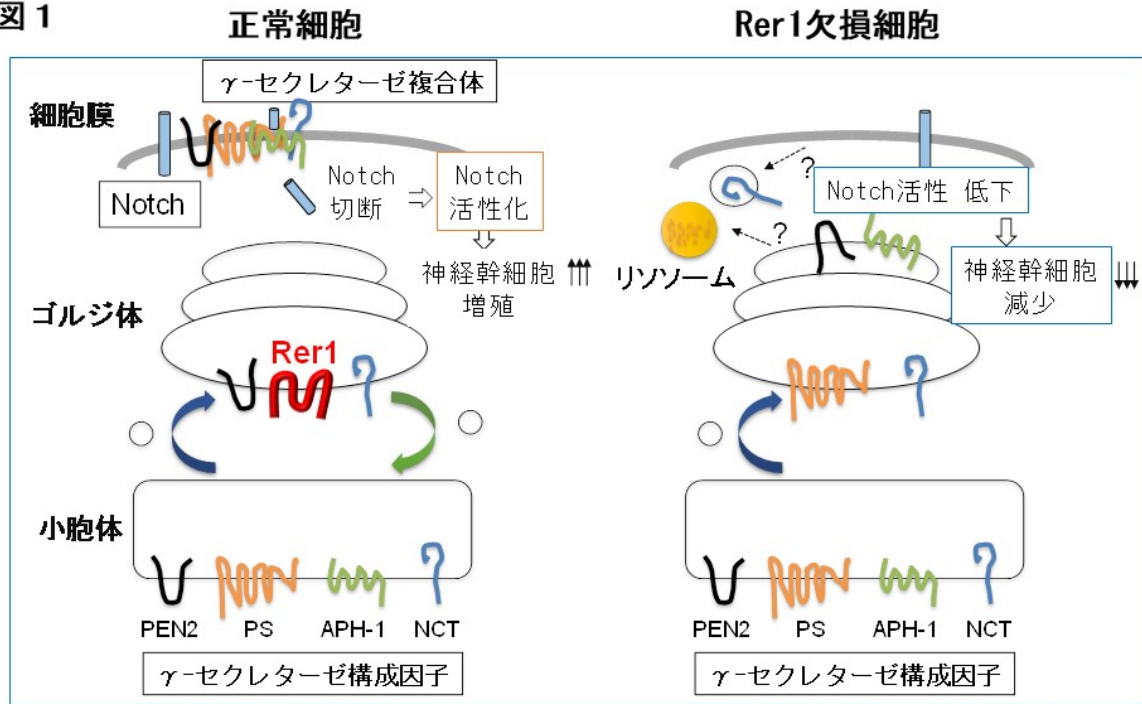 図1
正常細胞
Rer1欠損細胞
γ-セクレターゼ複合体
細胞膜
Notch
Notch
切断
⇒
Notch
活性化
神経幹細胞
増殖
ゴルジ体
Rer1
小胞体
PEN2 PS APH-1 NCT
γ-セクレターゼ構成因子
?
Notch活性 低下
?
リソソーム
神経幹細胞
減少
PEN2 PS APH-1 NCT
γ-セクレターゼ構成因子